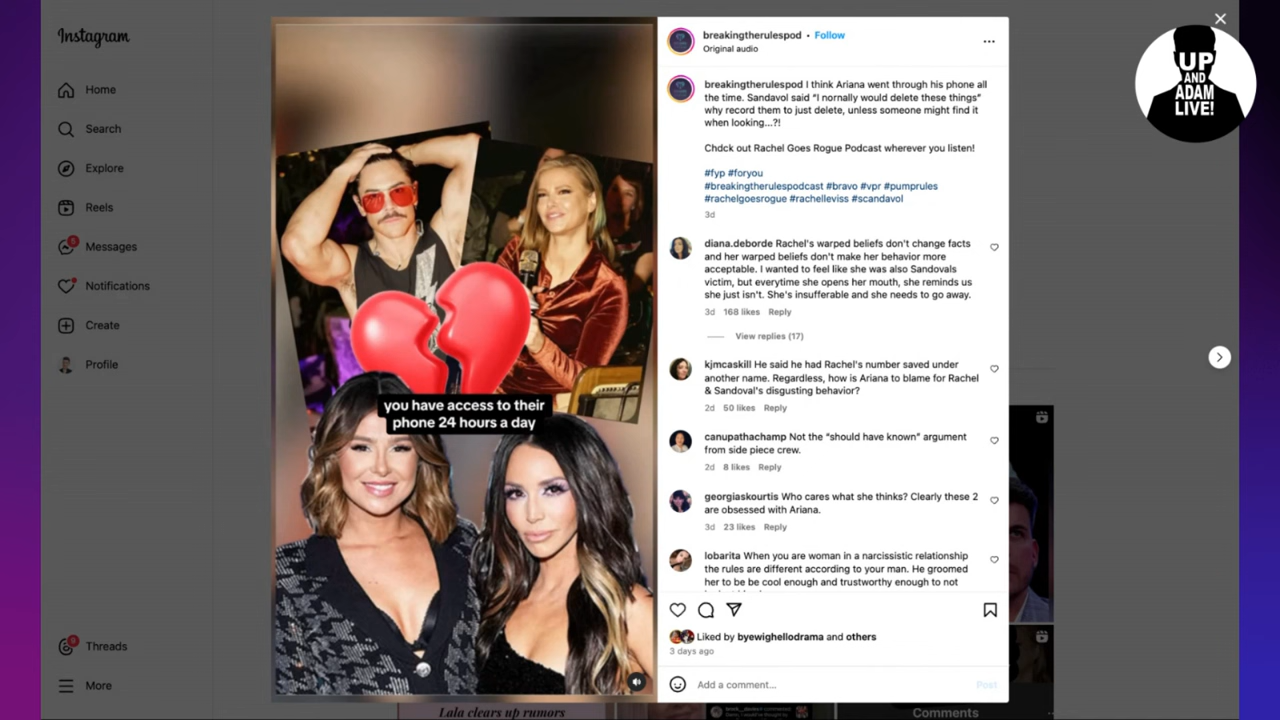 Instagram
Home
Search
Explore
Reels
6
Messages
Notifications
Create
Profile
9
Threads
More
you have access to their
phone 24 hours a day
breakingtherulespod • Follow
Original audio
breakingtherulespod I think Ariana went through his phone all
the time. Sandavol said “I nornally would delete these things”
why record them to just delete, unless someone might find it
when looking...?!
Chdck out Rachel Goes Rogue Podcast wherever you listen!
#fyp #foryou
#breakingtherulespodcast #bravo #vpr #pumprules
#rachelgoesrogue #rachelleviss #scandavol
3d
diana.deborde Rachel's warped beliefs don't change facts
and her warped beliefs don't make her behavior more
acceptable. I wanted to feel like she was also Sandovals
victim, but everytime she opens her mouth, she reminds us
she just isn't. She's insufferable and she needs to go away.
3d 168 likes Reply
View replies (17)
kjmcaskill He said he had Rachel's number saved under
another name. Regardless, how is Ariana to blame for Rachel
& Sandoval's disgusting behavior?
2d 50 likes Reply
canupathachamp Not the “should have known” argument
from side piece crew.
2d 8 likes Reply
georgiaskourtis Who cares what she thinks? Clearly these 2
are obsessed with Ariana.
3d 23 likes Reply
lobarita When you are woman in a narcissistic relationship
the rules are different according to your man. He groomed
her to be be cool enough and trustworthy enough to not
Liked by byewighellodrama and others
3 days ago
Add a comment...
Post
UP
AND
ADAM
LIVE!
Lala clears up rumors
Comments